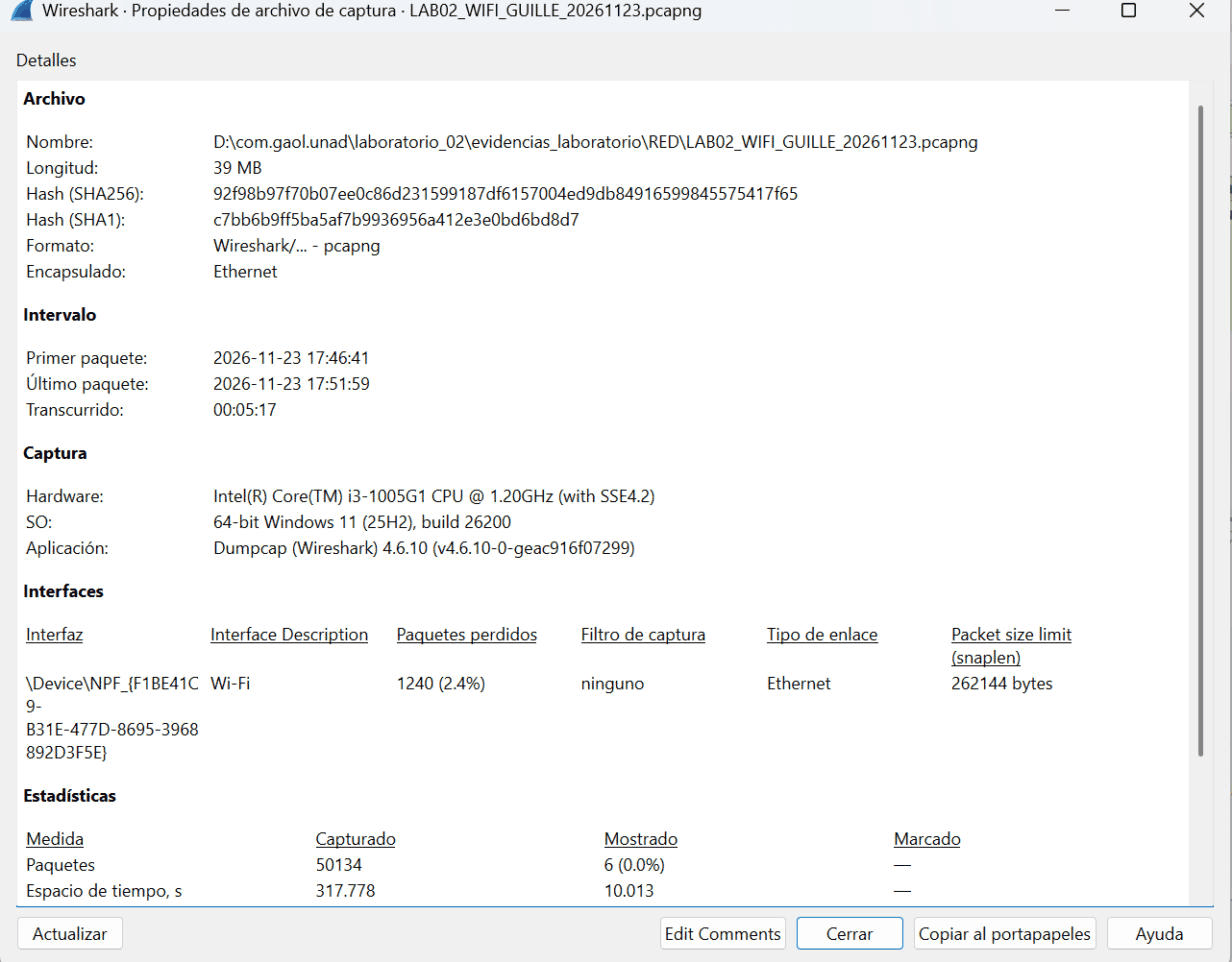 Wireshark · Propiedades de archivo de captura · LAB02_WIFI_GUILLE_20261123.pcapng
Detalles
Archivo
Nombre: D:\com.gaol.unad\laboratorio_02\evidencias_laboratorio\RED\LAB02_WIFI_GUILLE_20261123.pcapng
Longitud: 39 MB
Hash (SHA256): 92f98b97f70b07ee0c86d231599187df6157004ed9db84916599845575417f65
Hash (SHA1): c7bb6b9ff5ba5af7b9936956a412e3e0bd6bd8d7
Formato: Wireshark/... - pcapng
Encapsulado: Ethernet
Intervalo
Primer paquete: 2026-11-23 17:46:41
Último paquete: 2026-11-23 17:51:59
Transcurrido: 00:05:17
Captura
Hardware: Intel(R) Core(TM) i3-1005G1 CPU @ 1.20GHz (with SSE4.2)
SO: 64-bit Windows 11 (25H2), build 26200
Aplicación: Dumpcap (Wireshark) 4.6.10 (v4.6.10-0-geac916f07299)
Interfaces
Interfaz Interface Description Paquetes perdidos Filtro de captura Tipo de enlace Packet size limit
(snaplen)
\Device\NPF_{F1BE41C Wi-Fi 1240 (2.4%) ninguno Ethernet 262144 bytes
9-
B31E-477D-8695-3968
892D3F5E}
Estadísticas
Medida Capturado Mostrado Marcado
Paquetes 50134 6 (0.0%) —
Espacio de tiempo, s 317.778 10.013 —
Actualizar Edit Comments Cerrar Copiar al portapapeles Ayuda